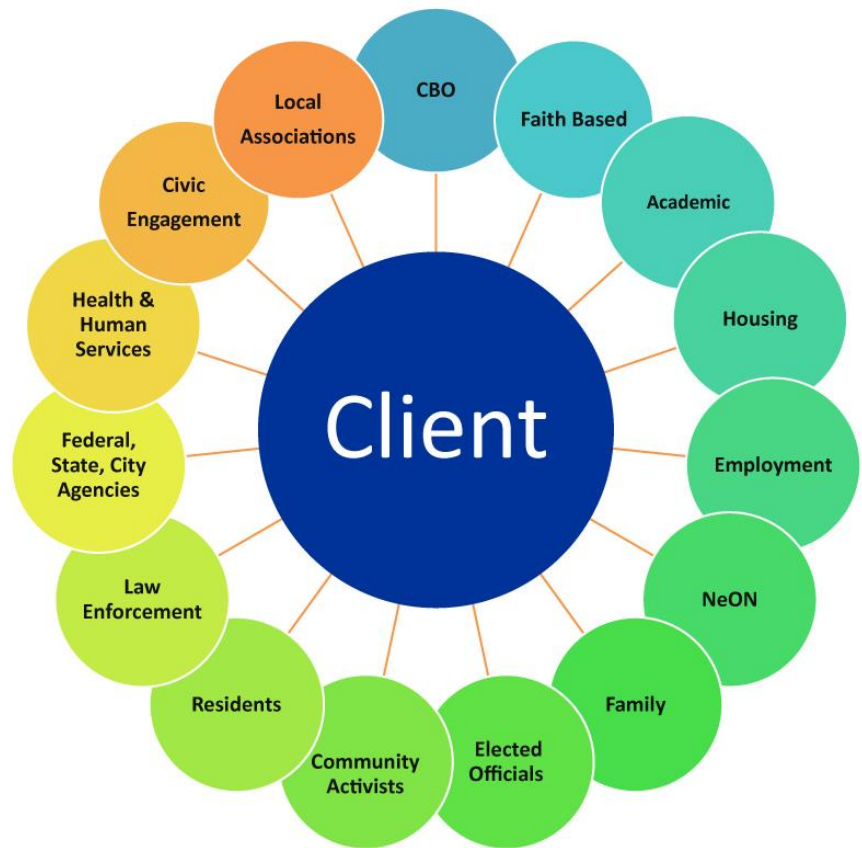 CBO
Faith Based
Academic
Housing
Employment
NeON
Family
Elected
Officials
Community
Activists
Residents
Law
Enforcement
Federal,
State, City
Agencies
Health &
Human
Services
Civic
Engagement
Local
Associations
Client